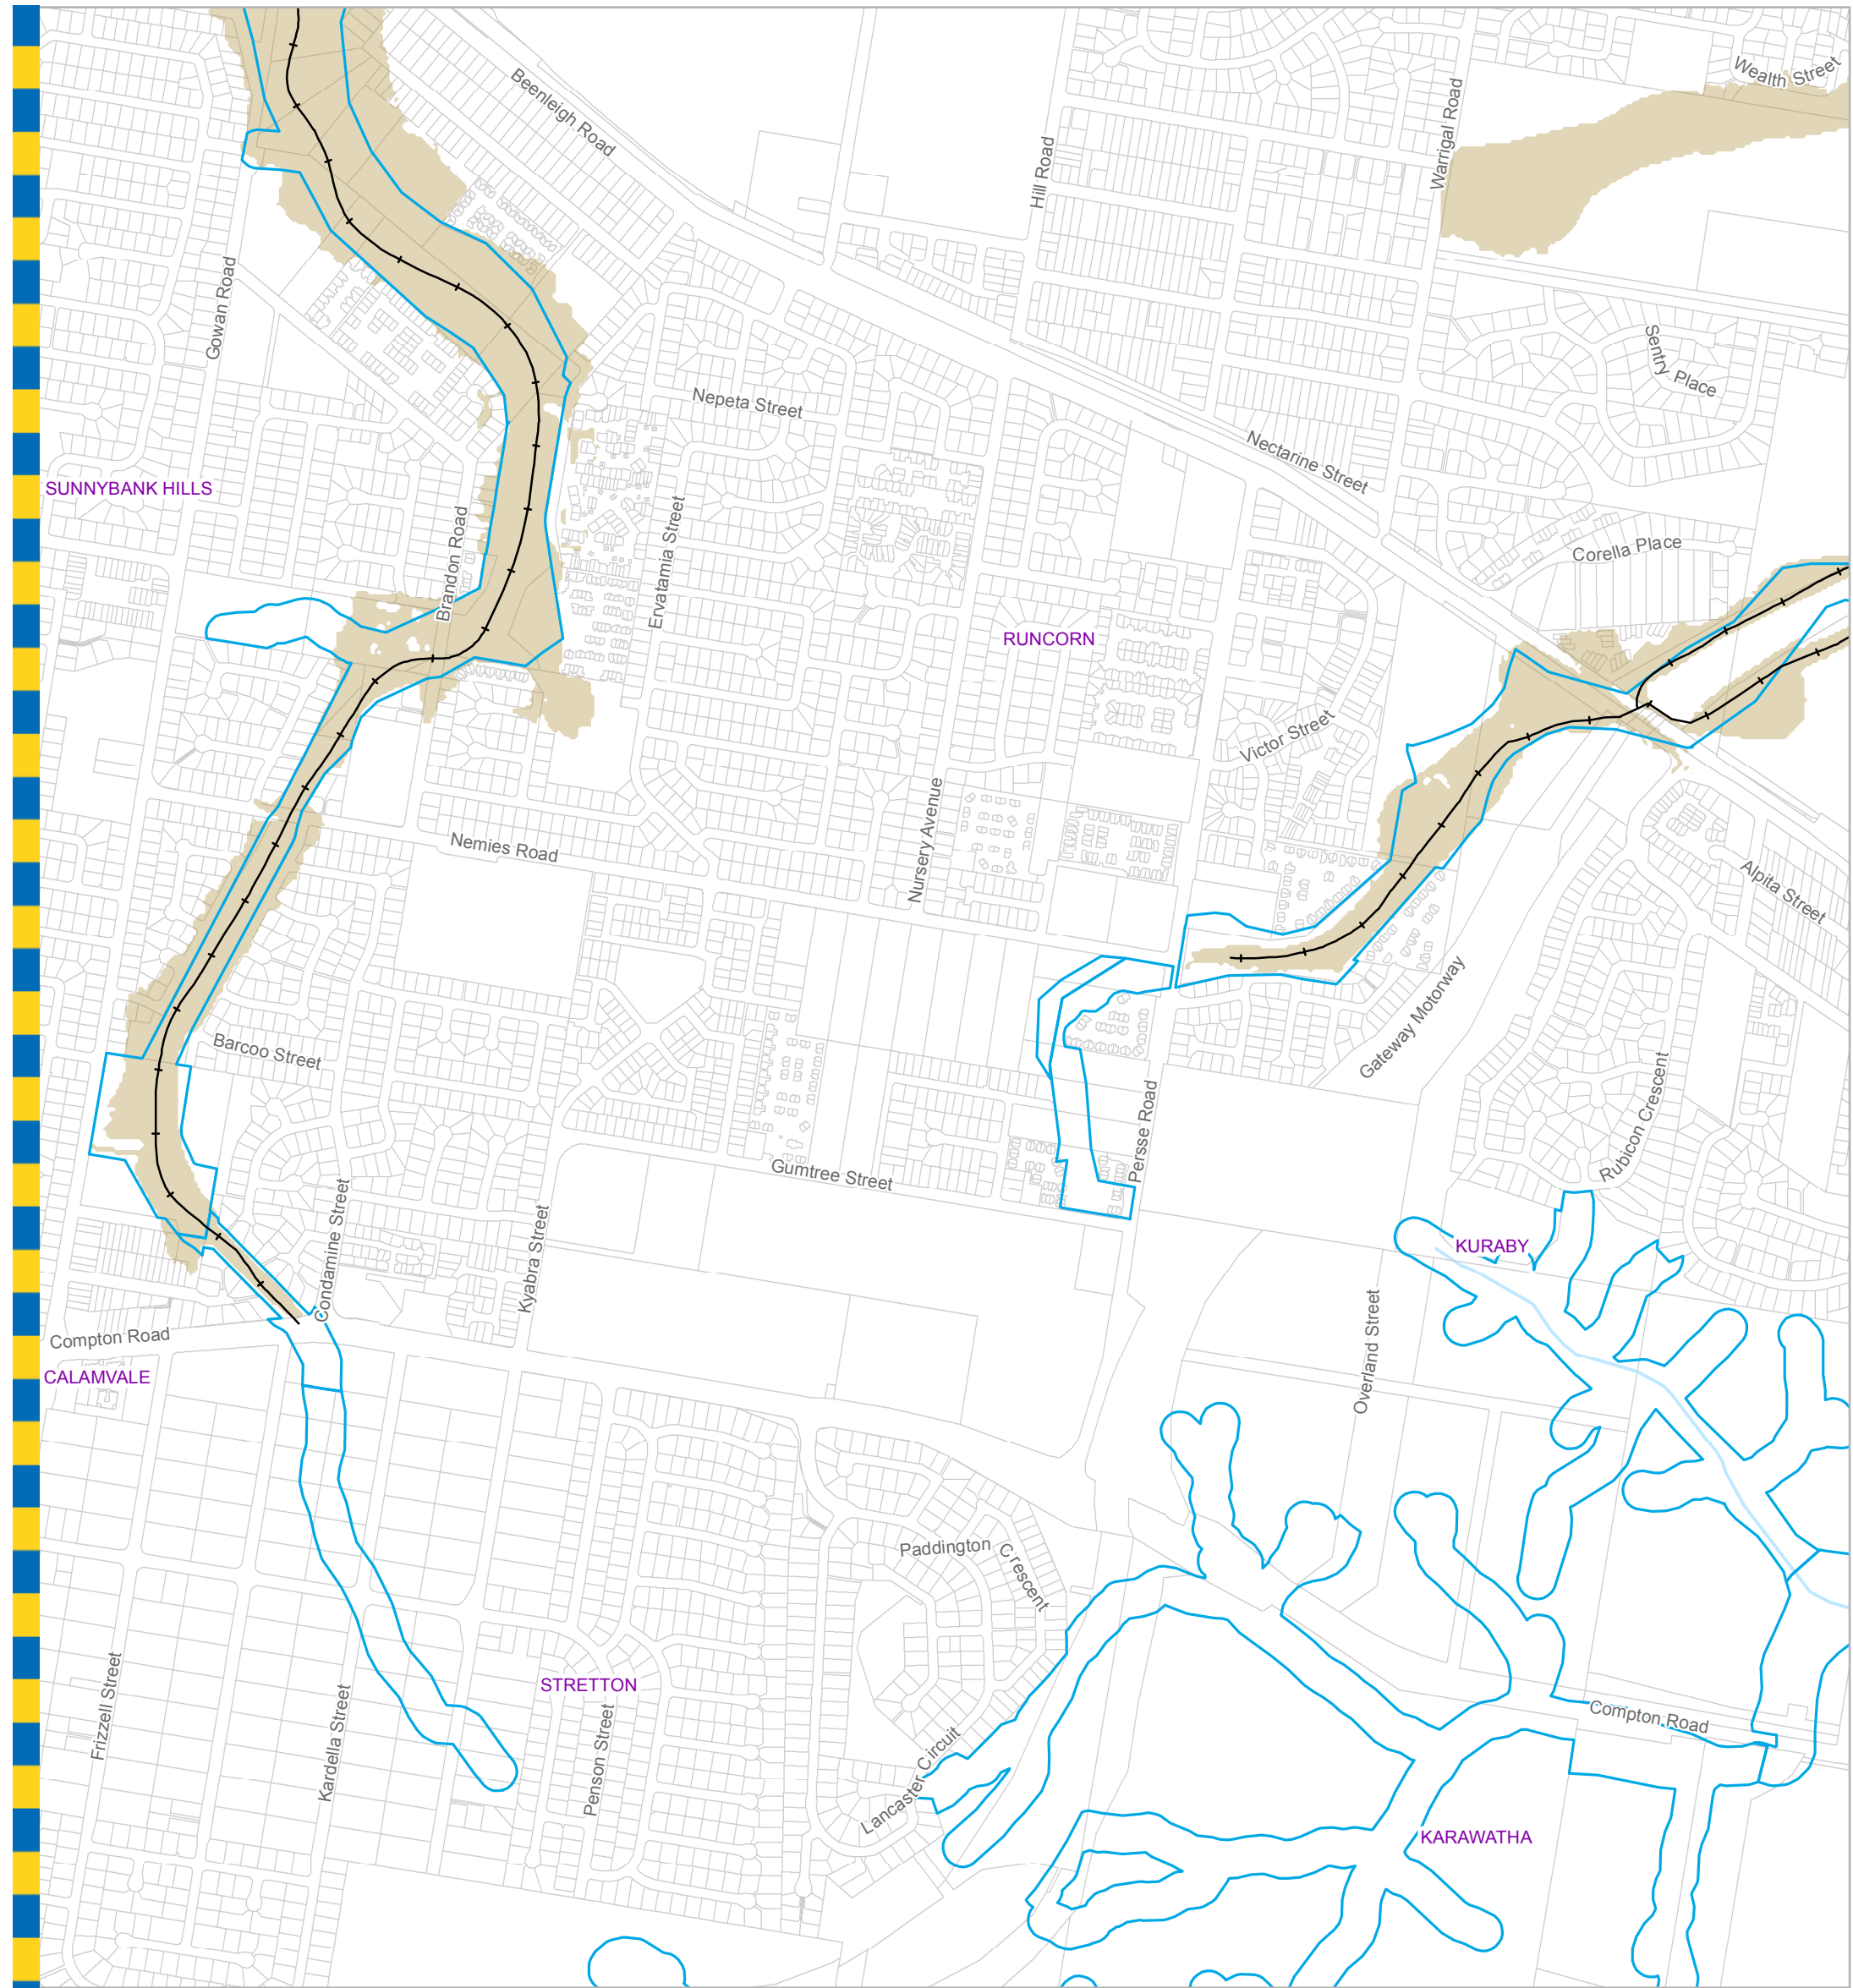 Wealth Street
Beenleigh Road
Hill Road
Warrigal Road
Gowan Road
Sentry Place
Nepeta Street
Nectarine Street
SUNNYBANK HILLS
Brandon Road
Ervatamia Street
Corella Place
RUNCORN
Victor Street
Nemies Road
Nursery Avenue
Alpita Street
Gateway Motorway
Barcoo Street
Persse Road
Rubicon Crescent
Gumtree Street
Condamine Street
Kyabra Street
KURABY
Overland Street
Compton Road
CALAMVALE
Paddington Crescent
Frizzell Street
Kardella Street
STRETTON
Penson Street
Lancaster Circuit
Compton Road
KARAWATHA